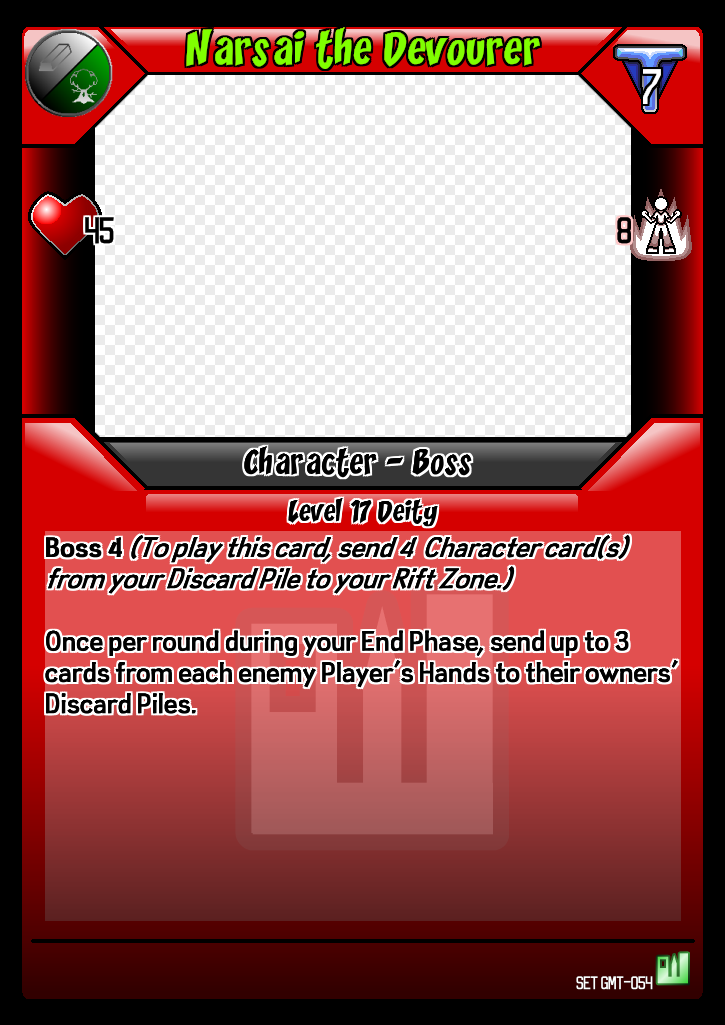 Narsai the Devourer
7
45
8
Character - Boss
Level 17 Deity
Boss 4 (To play this card, send 4 Character card(s)
from your Discard Pile to your Rift Zone.)
Once per round during your End Phase, send up to 3
cards from each enemy Player's Hands to their owners'
Discard Piles.
SET GMT-054